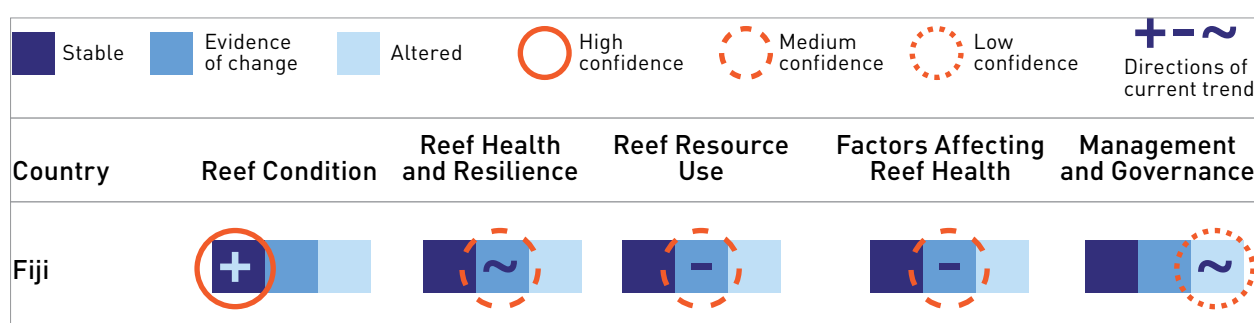 Stable
Evidence
of change
Altered
High
confidence
Medium
confidence
Low
confidence
+ - ~
Directions of
current trend
Country
Reef Condition
Reef Health
and Resilience
Reef Resource
Use
Factors Affecting
Reef Health
Management
and Governance
Fiji
+
~
-
-
~